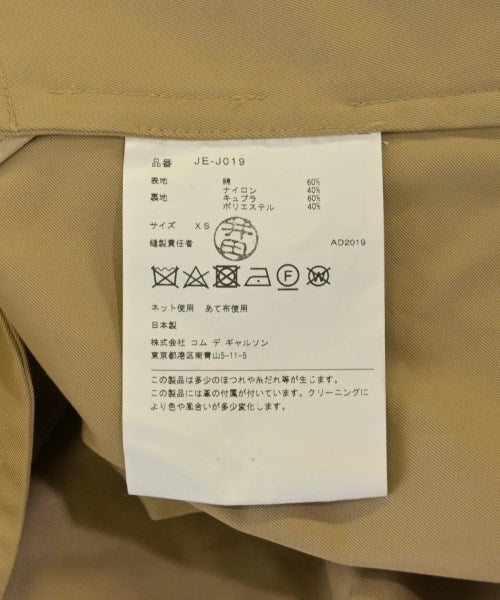 品番 JE-J019
表地 綿 60%
ナイロン 40%
裏地 キュプラ 60%
ポリエステル 40%
サイズ XS
縫製責任者 井田 AD2019
F W
ネット使用 あて布使用
日本製
株式会社 コム デ ギャルソン
東京都港区南青山5-11-5
この製品は多少のほつれや糸だれ等が生じます。
この製品には革の付属が付いています。クリーニングに
より色や風合いが多少変化します。